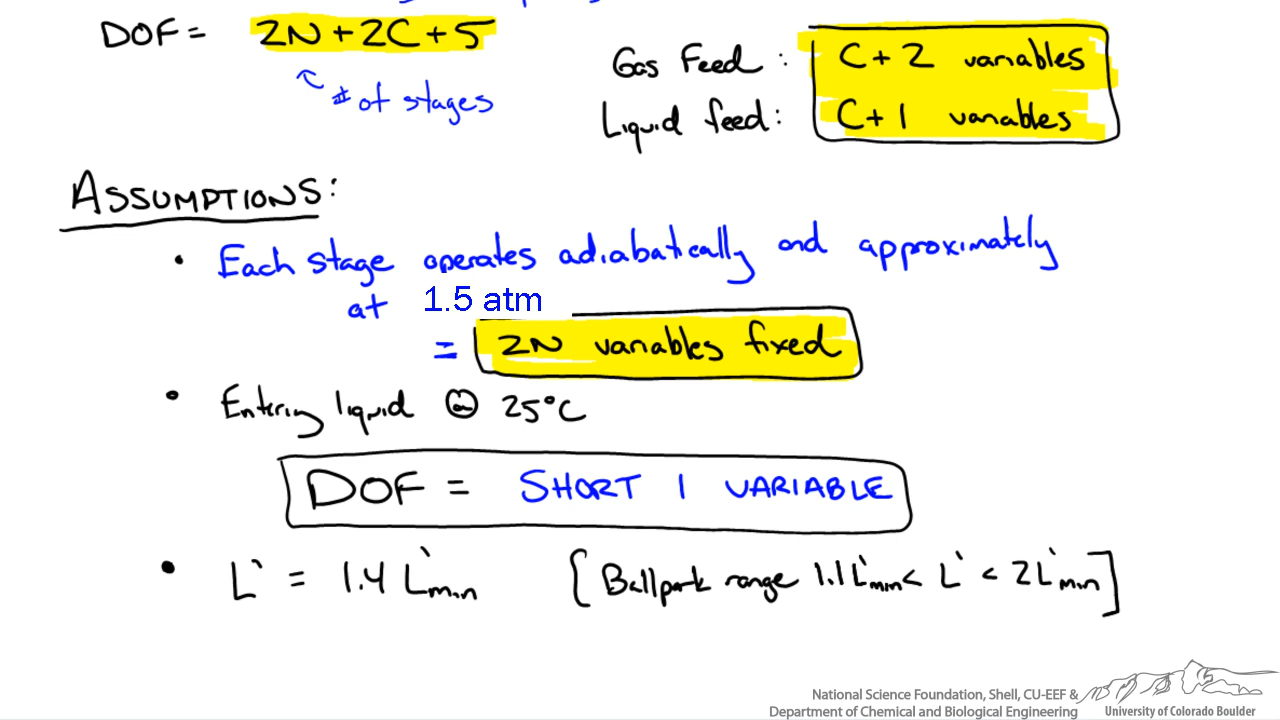 DOF = 2N + 2C + 5
# of stages
Gas Feed : C + 2 variables
Liquid feed : C + 1 variables
ASSUMPTIONS:
• Each stage operates adiabatically and approximately
at 1.5 atm
= 2N variables fixed
• Entering liquid @ 25°C
DOF = SHORT 1 VARIABLE
• L' = 1.4 L'min [Ballpark range 1.1L'min < L' < 2L'min]
National Science Foundation, Shell, CU-EEF &
Department of Chemical and Biological Engineering
University of Colorado Boulder